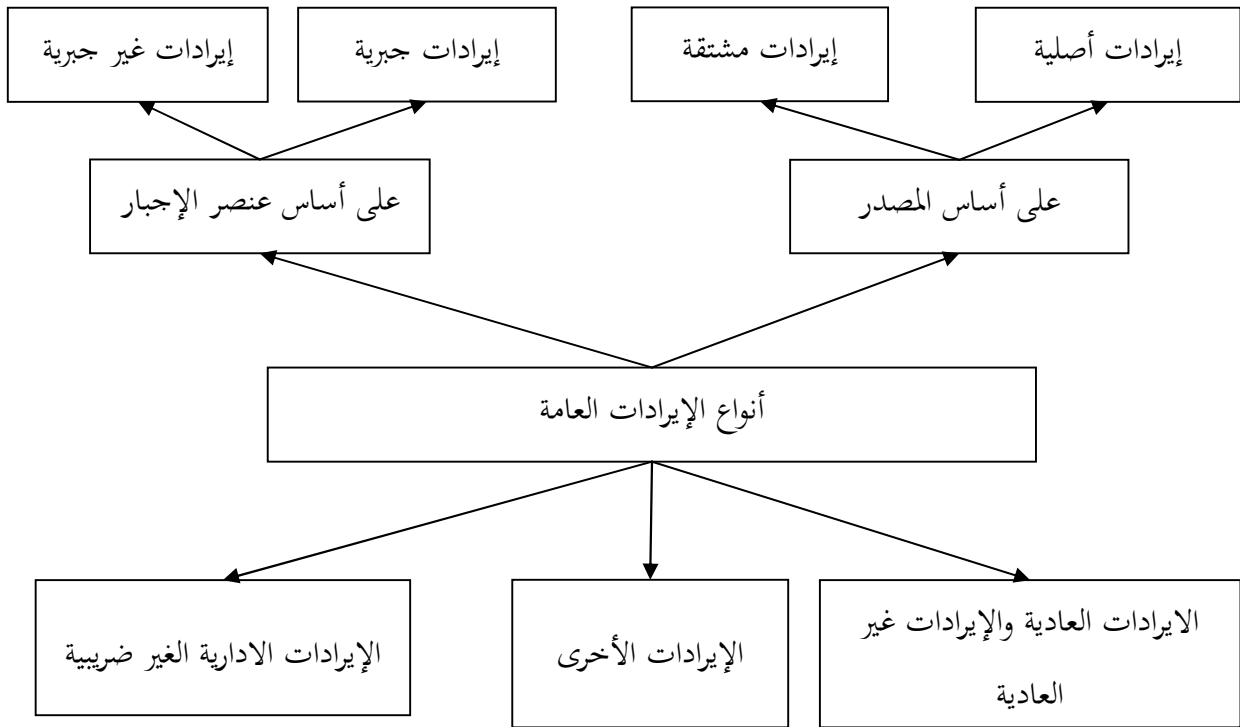 إيرادات أصلية
إيرادات مشتقة
إيرادات جبرية
إيرادات غير جبرية
على أساس المصدر
على أساس عنصر الإجبار
أنواع الإيرادات العامة
الايرادات العادية والإيرادات غير
العادية
الإيرادات الأخرى
الإيرادات الادارية الغير ضريبية